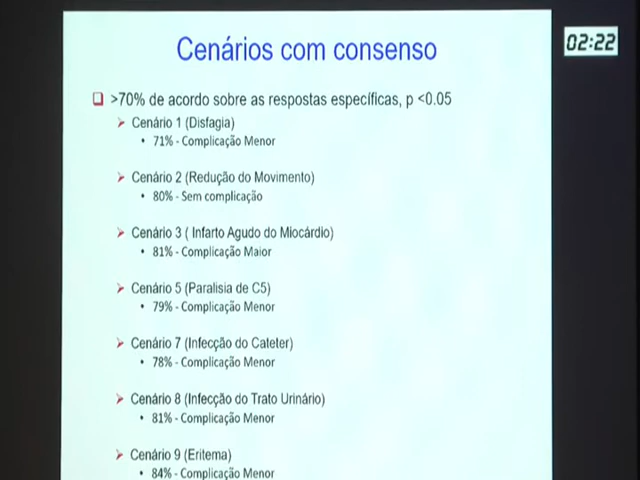 Cenários com consenso
02:22
>70% de acordo sobre as respostas específicas, p <0.05
Cenário 1 (Disfagia)
71% - Complicação Menor
Cenário 2 (Redução do Movimento)
80% - Sem complicação
Cenário 3 ( Infarto Agudo do Miocárdio)
81% - Complicação Maior
Cenário 5 (Paralisia de C5)
79% - Complicação Menor
Cenário 7 (Infecção do Cateter)
78% - Complicação Menor
Cenário 8 (Infecção do Trato Urinário)
81% - Complicação Menor
Cenário 9 (Eritema)
84% - Complicação Menor